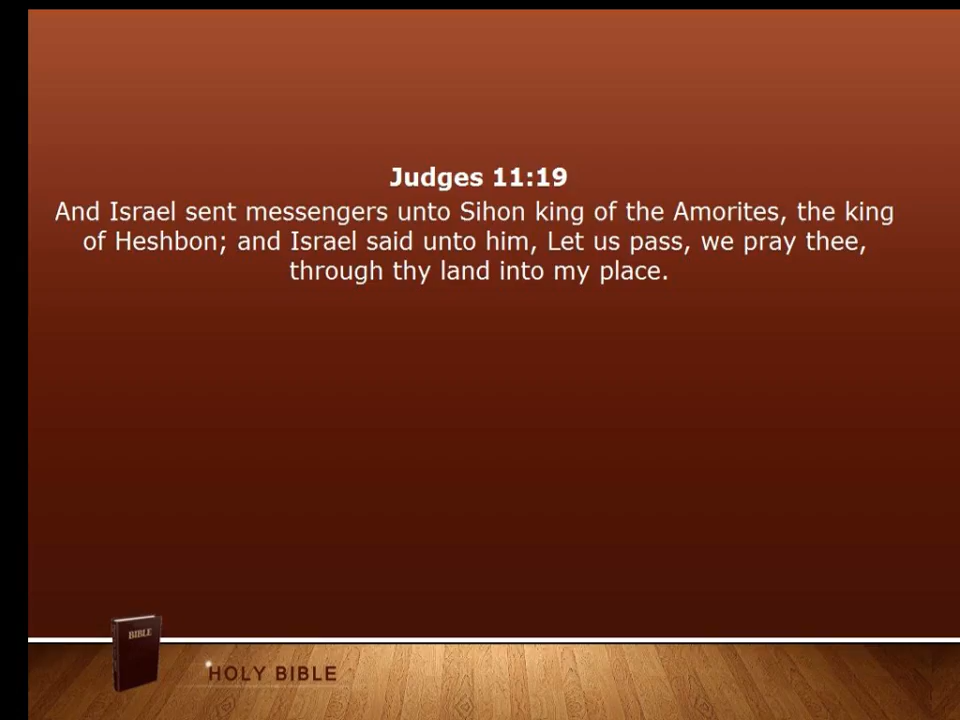 Judges 11:19
And Israel sent messengers unto Sihon king of the Amorites, the king
of Heshbon; and Israel said unto him, Let us pass, we pray thee,
through thy land into my place.
BIBLE
HOLY BIBLE